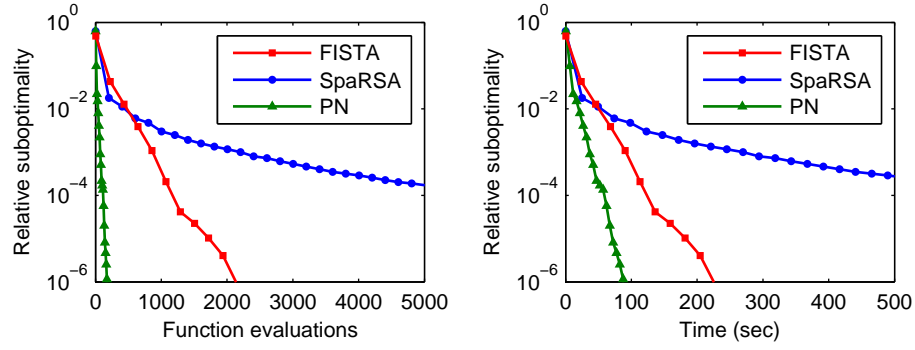 Relative suboptimality
10^0
10^-2
10^-4
10^-6
FISTA
SpaRSA
PN
0
1000
2000
3000
4000
5000
Function evaluations
Relative suboptimality
10^0
10^-2
10^-4
10^-6
FISTA
SpaRSA
PN
0
100
200
300
400
500
Time (sec)